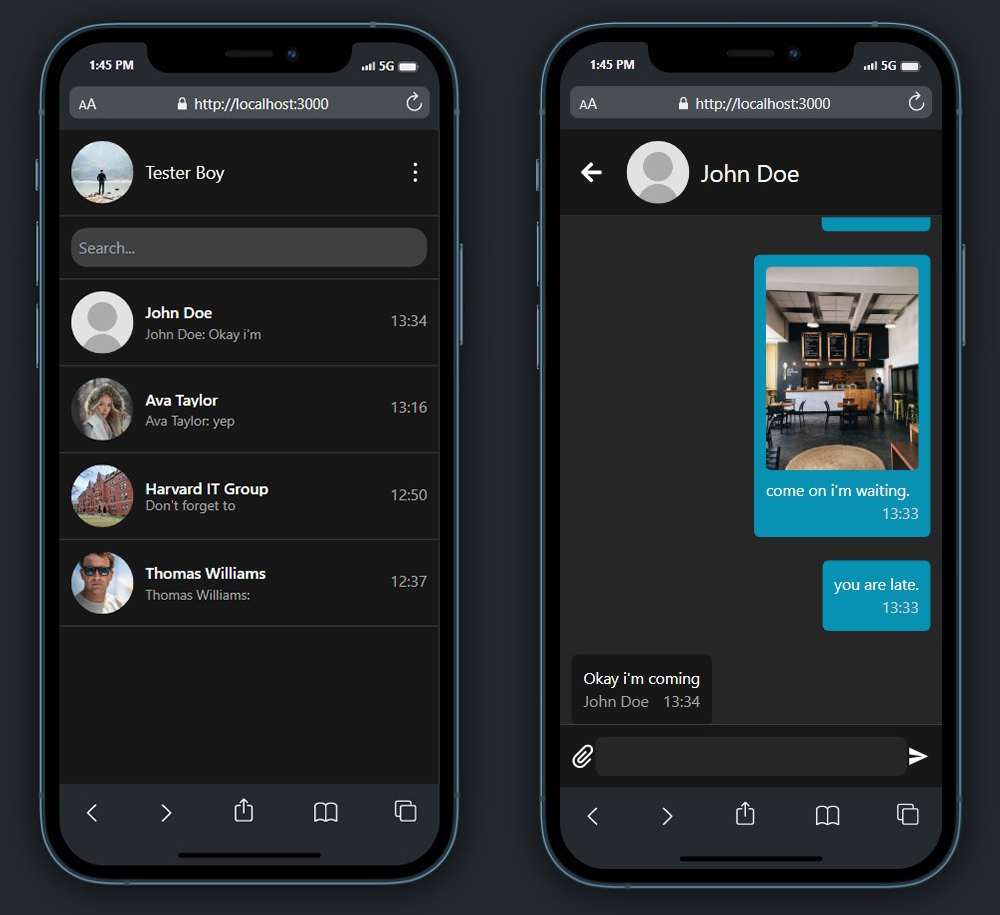 1:45 PM
5G
AA
http://localhost:3000
Tester Boy
Search...
John Doe
13:34
John Doe: Okay i'm
Ava Taylor
13:16
Ava Taylor: yep
Harvard IT Group
12:50
Don't forget to
Thomas Williams
12:37
Thomas Williams:
1:45 PM
5G
AA
http://localhost:3000
John Doe
come on i'm waiting.
13:33
you are late.
13:33
Okay i'm coming
John Doe 13:34